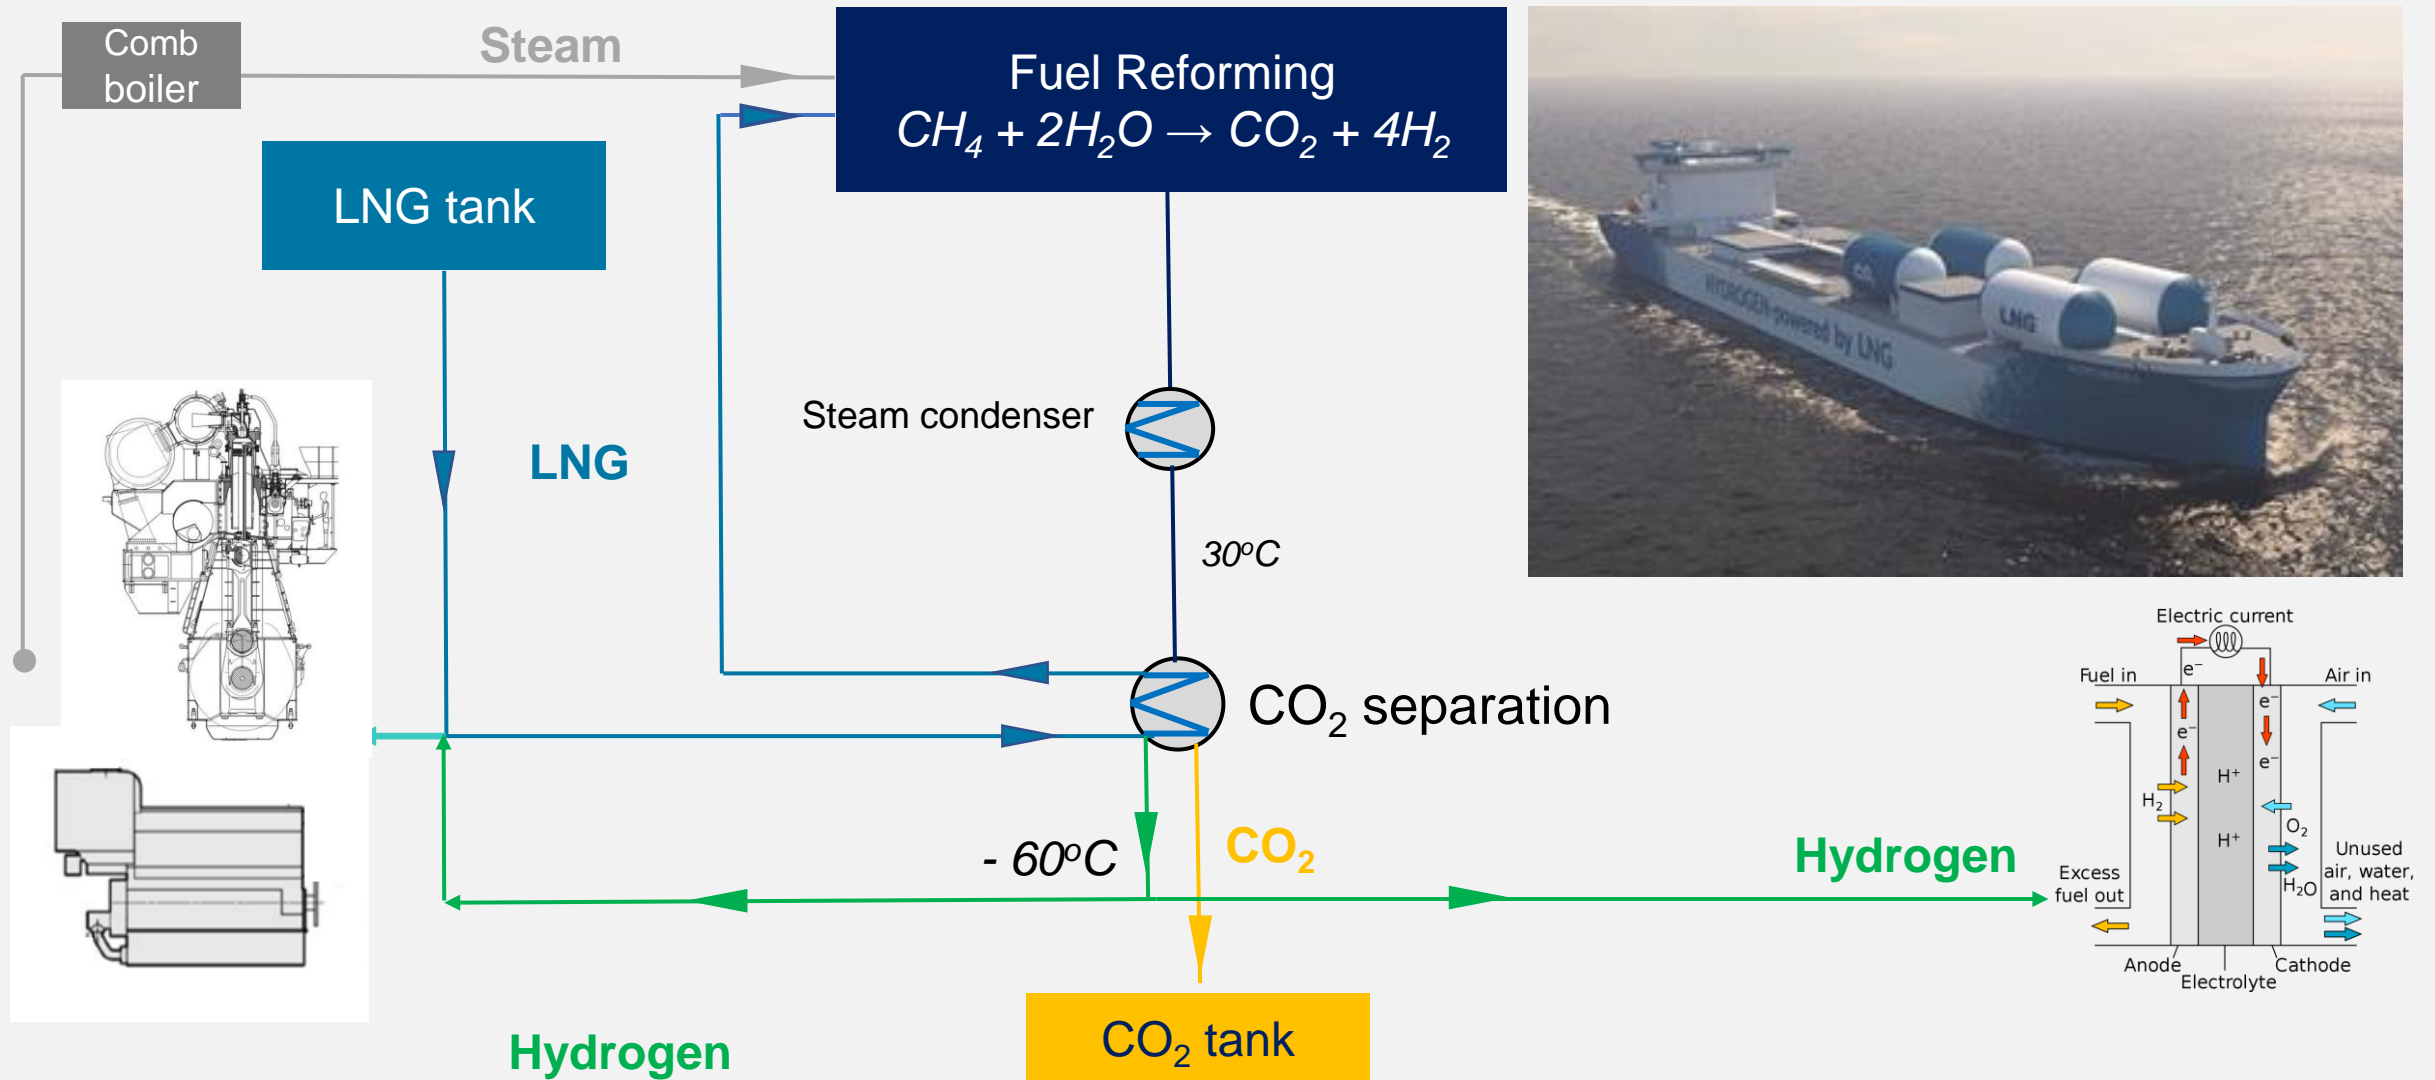 Comb
boiler
Steam
Fuel Reforming
CH₄ + 2H₂O → CO₂ + 4H₂
LNG tank
LNG
Steam condenser
30ºC
CO₂ separation
- 60ºC
CO₂
Hydrogen
Hydrogen
CO₂ tank
CO₂
LNG
HYDROGEN-powered by LNG
Electric current
Fuel in
e⁻
Air in
e⁻
e⁻
e⁻
H⁺
H₂
O₂
H⁺
Unused
air, water,
and heat
H₂O
Excess
fuel out
Anode
Cathode
Electrolyte